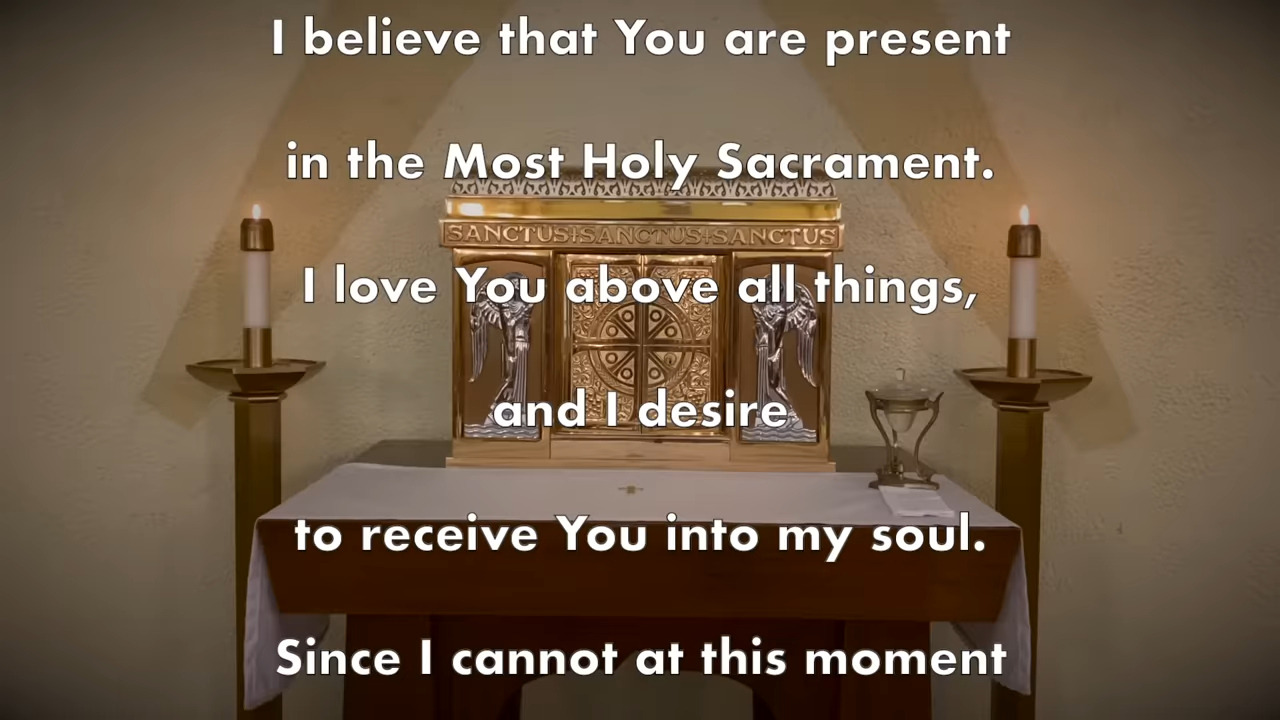 I believe that You are present
in the Most Holy Sacrament.
SANCTUS+SANCTUS+SANCTUS
I love You above all things,
and I desire
to receive You into my soul.
Since I cannot at this moment